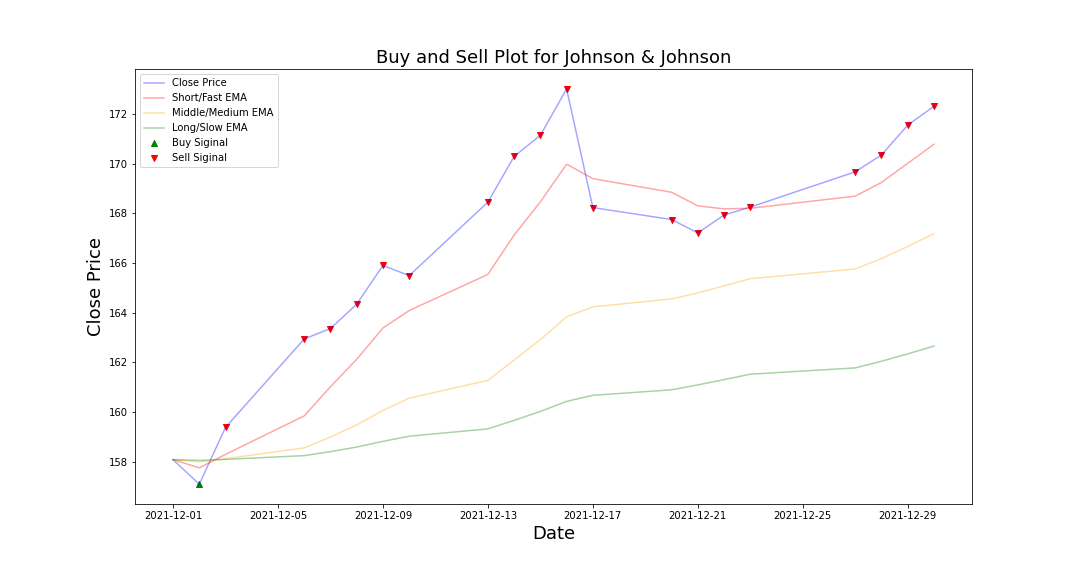 Buy and Sell Plot for Johnson & Johnson
Close Price
Short/Fast EMA
Middle/Medium EMA
Long/Slow EMA
Buy Siginal
Sell Siginal
172
170
168
166
164
162
160
158
Close Price
2021-12-01
2021-12-05
2021-12-09
2021-12-13
2021-12-17
2021-12-21
2021-12-25
2021-12-29
Date